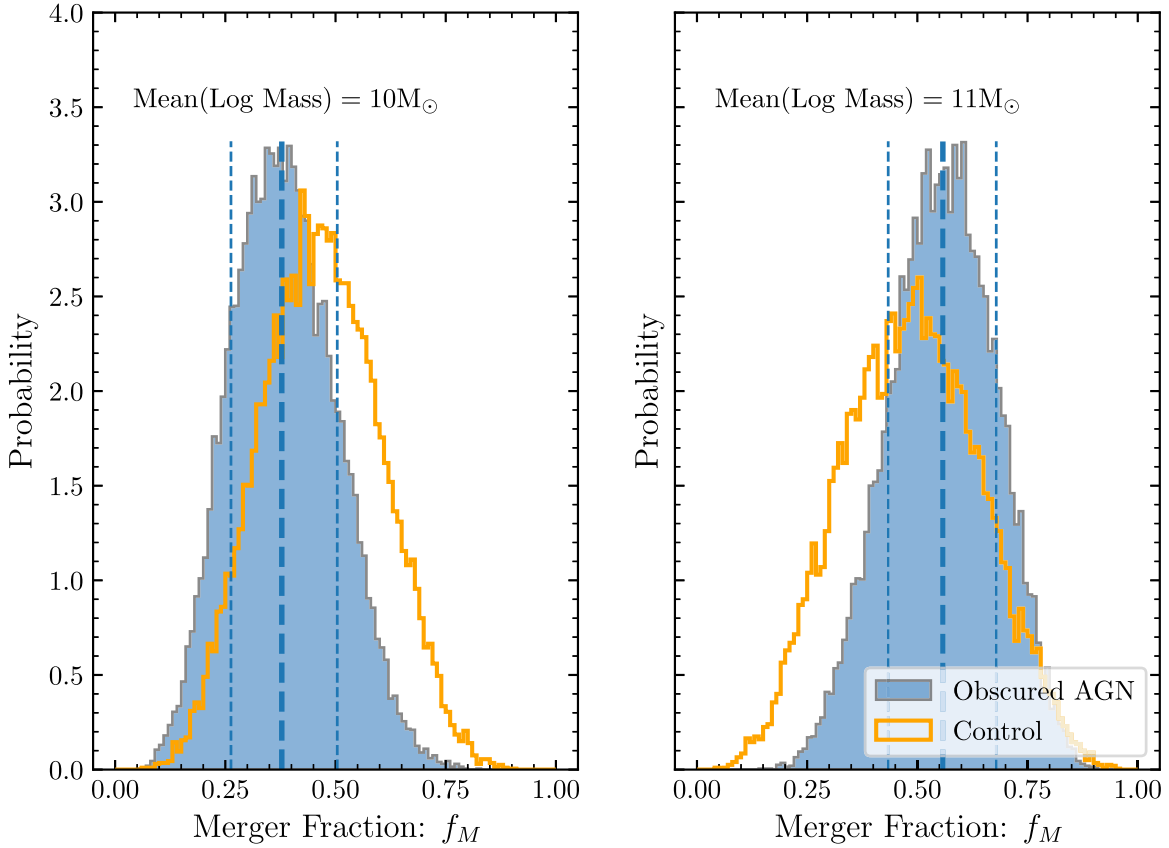 4.0
3.5
3.0
2.5
2.0
1.5
1.0
0.5
0.0
Probability
Mean(Log Mass) = 10M⊙
0.00 0.25 0.50 0.75 1.00
Merger Fraction: f_M
Probability
Mean(Log Mass) = 11M⊙
Obscured AGN
Control
0.00 0.25 0.50 0.75 1.00
Merger Fraction: f_M